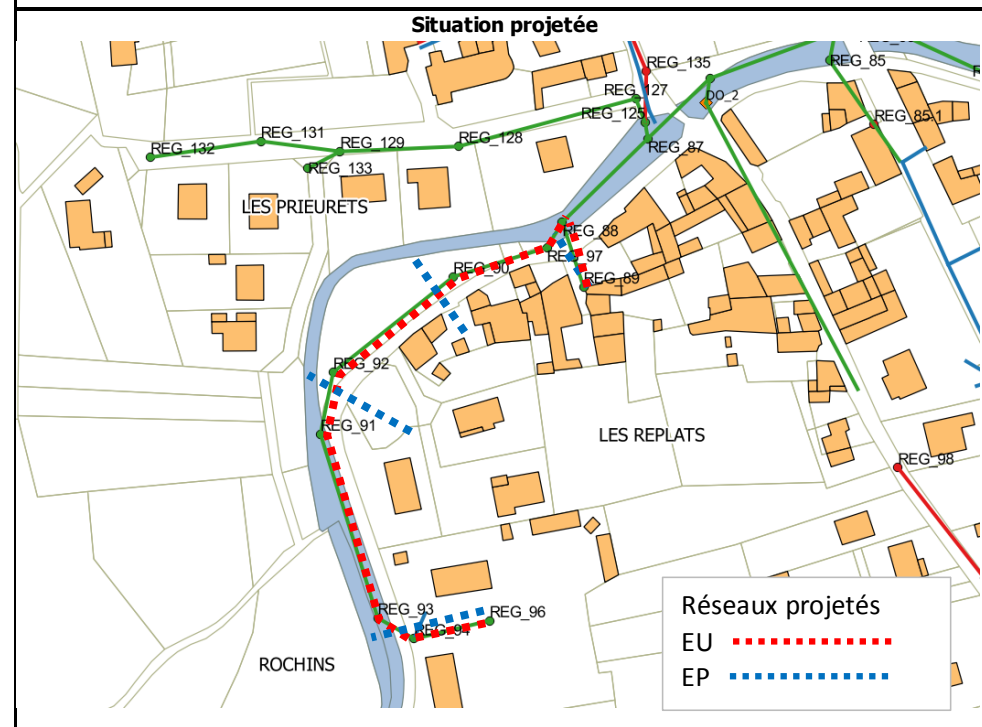 Situation projetée
REG_135
REG_85
REG_127
DO_2
REG_125
REG_85-1
REG_131
REG_128
REG_87
REG_132
REG_129
REG_133
LES PRIEURETS
REG_88
REG_97
REG_90
REG_89
REG_92
REG_91
LES REPLATS
REG_98
REG_93
REG_96
REG_94
ROCHINS
Réseaux projetés
EU
EP